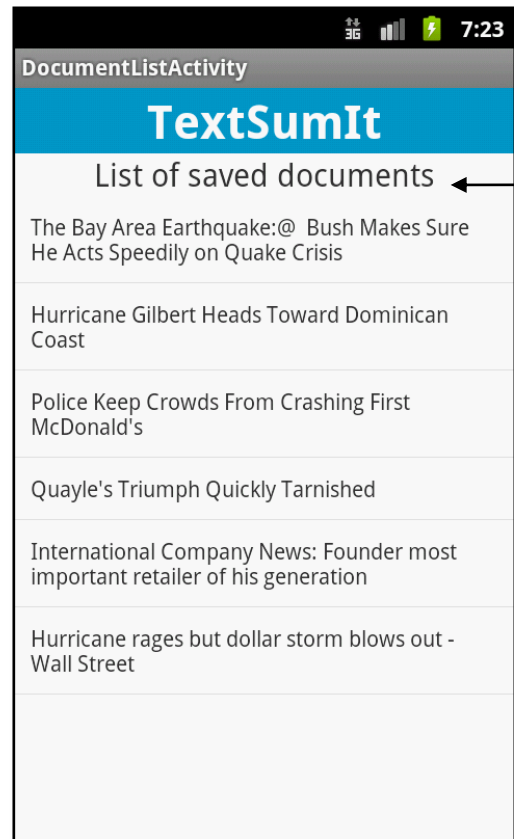 3G 7:23
DocumentListActivity
TextSumIt
List of saved documents
The Bay Area Earthquake:@  Bush Makes Sure
He Acts Speedily on Quake Crisis
Hurricane Gilbert Heads Toward Dominican
Coast
Police Keep Crowds From Crashing First
McDonald's
Quayle's Triumph Quickly Tarnished
International Company News: Founder most
important retailer of his generation
Hurricane rages but dollar storm blows out -
Wall Street